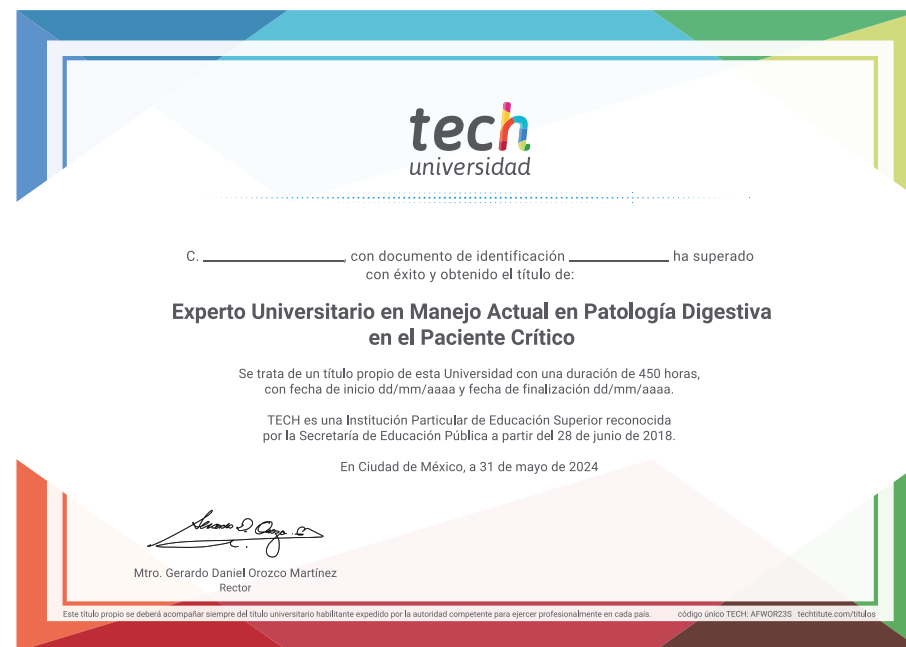 tech
universidad
C. ____________________, con documento de identificación ______________ ha superado
con éxito y obtenido el título de:
Experto Universitario en Manejo Actual en Patología Digestiva
en el Paciente Crítico
Se trata de un título propio de esta Universidad con una duración de 450 horas,
con fecha de inicio dd/mm/aaaa y fecha de finalización dd/mm/aaaa.
TECH es una Institución Particular de Educación Superior reconocida
por la Secretaría de Educación Pública a partir del 28 de junio de 2018.
En Ciudad de México, a 31 de mayo de 2024
Mtro. Gerardo Daniel Orozco Martínez
Rector
Este título propio se deberá acompañar siempre del título universitario habilitante expedido por la autoridad competente para ejercer profesionalmente en cada país. código único TECH: AFWOR23S techtitute.com/titulos